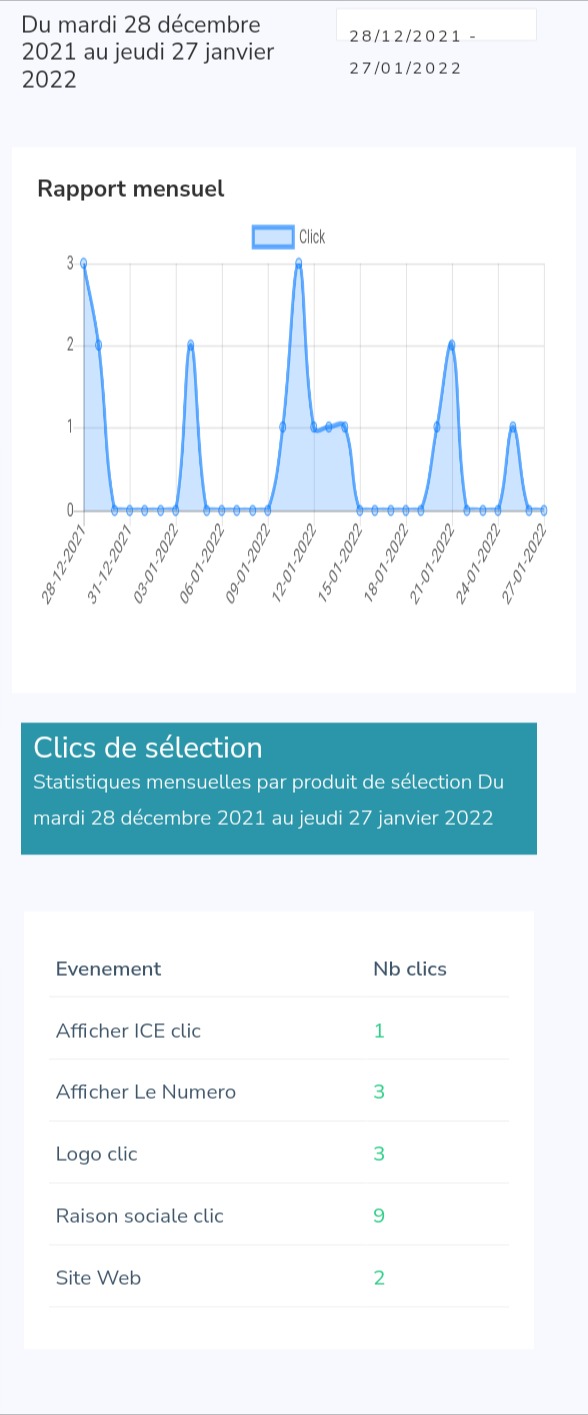 Du mardi 28 décembre
2021 au jeudi 27 janvier
2022
28/12/2021 -
27/01/2022
Rapport mensuel
Click
3
2
1
0
28-12-2021
31-12-2021
03-01-2022
06-01-2022
09-01-2022
12-01-2022
15-01-2022
18-01-2022
21-01-2022
24-01-2022
27-01-2022
Clics de sélection
Statistiques mensuelles par produit de sélection Du
mardi 28 décembre 2021 au jeudi 27 janvier 2022
Evenement Nb clics
Afficher ICE clic 1
Afficher Le Numero 3
Logo clic 3
Raison sociale clic 9
Site Web 2